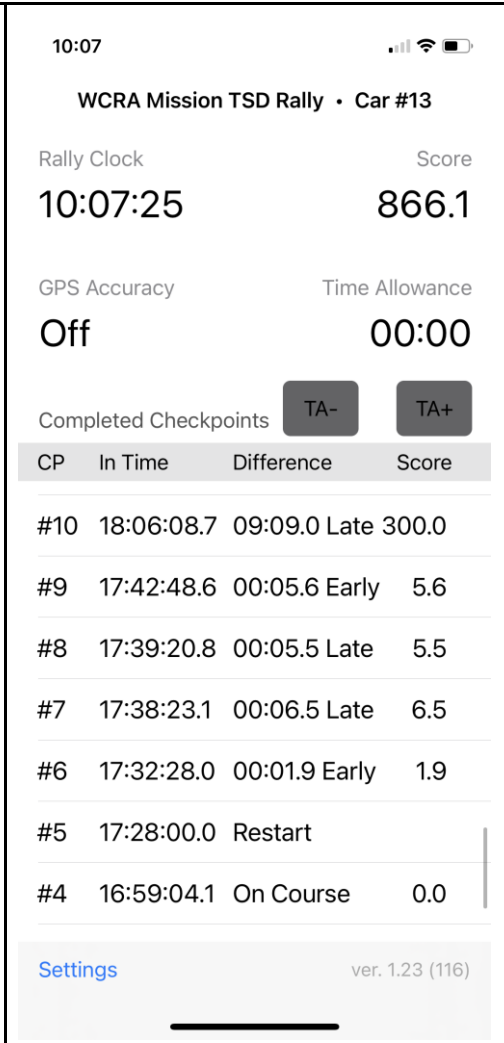 10:07
WCRA Mission TSD Rally • Car #13
Rally Clock Score
10:07:25 866.1
GPS Accuracy Time Allowance
Off 00:00
Completed Checkpoints TA- TA+
CP In Time Difference Score
#10 18:06:08.7 09:09.0 Late 300.0
#9 17:42:48.6 00:05.6 Early 5.6
#8 17:39:20.8 00:05.5 Late 5.5
#7 17:38:23.1 00:06.5 Late 6.5
#6 17:32:28.0 00:01.9 Early 1.9
#5 17:28:00.0 Restart
#4 16:59:04.1 On Course 0.0
Settings ver. 1.23 (116)